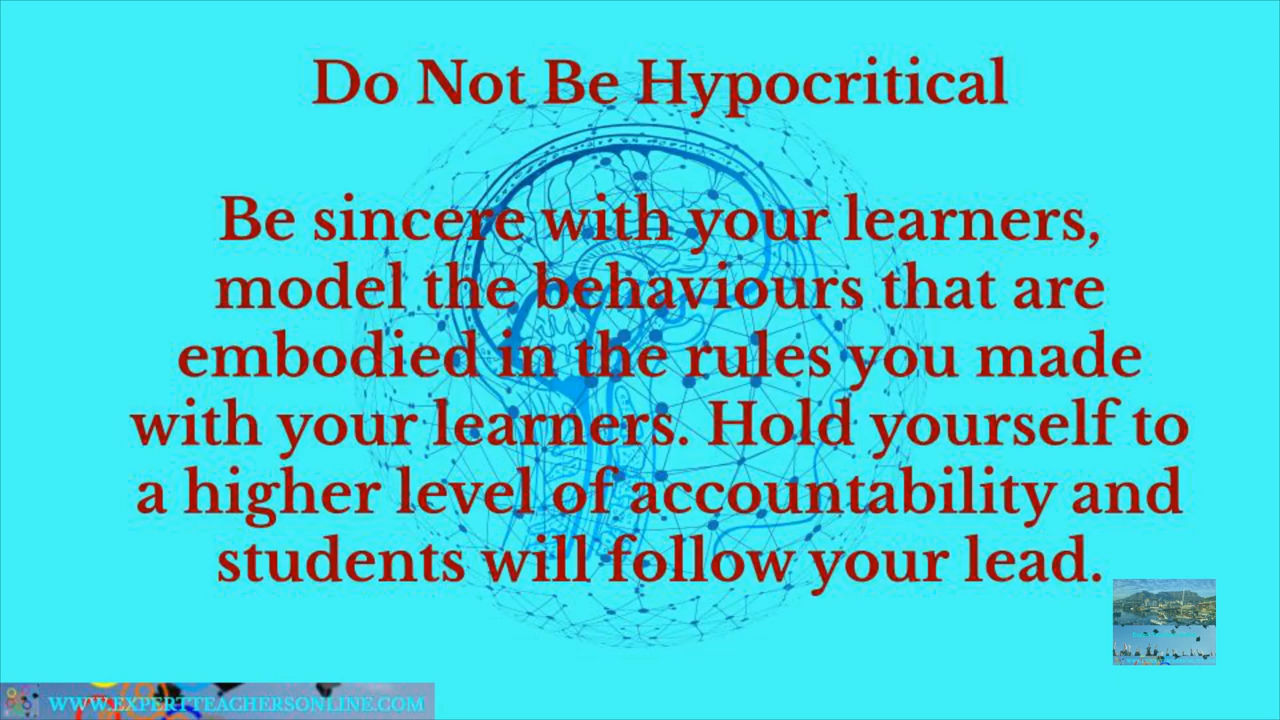 Do Not Be Hypocritical
Be sincere with your learners,
model the behaviours that are
embodied in the rules you made
with your learners. Hold yourself to
a higher level of accountability and
students will follow your lead.
WWW.EXPERTTEACHERSONLINE.COM